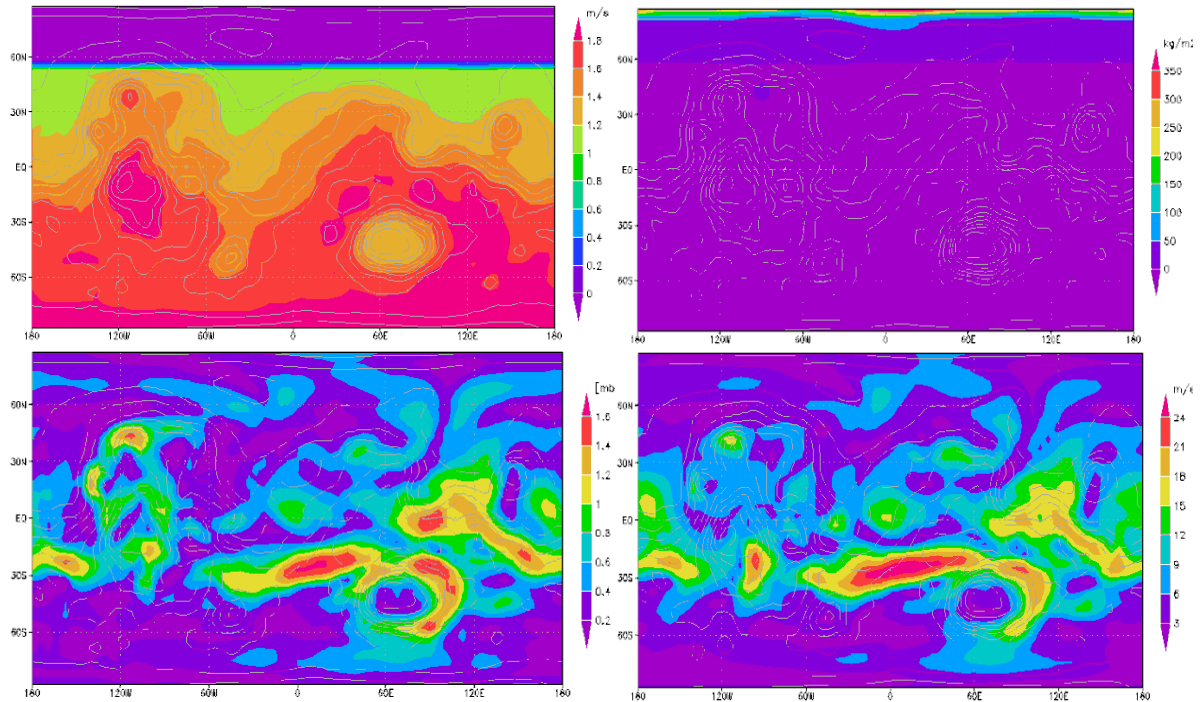 m/s
60N
30N
EQ
30S
60S
180 120W 60W 0 60E 120E 180
1.8
1.6
1.4
1.2
1
0.8
0.6
0.4
0.2
0
kg/m2
60N
30N
EQ
30S
60S
180 120W 60W 0 60E 120E 180
350
300
250
200
150
100
50
0
[mb
60N
30N
EQ
30S
60S
180 120W 60W 0 60E 120E 180
1.6
1.4
1.2
1
0.8
0.6
0.4
0.2
m/s
60N
30N
EQ
30S
60S
180 120W 60W 0 60E 120E 180
24
21
18
15
12
9
6
3